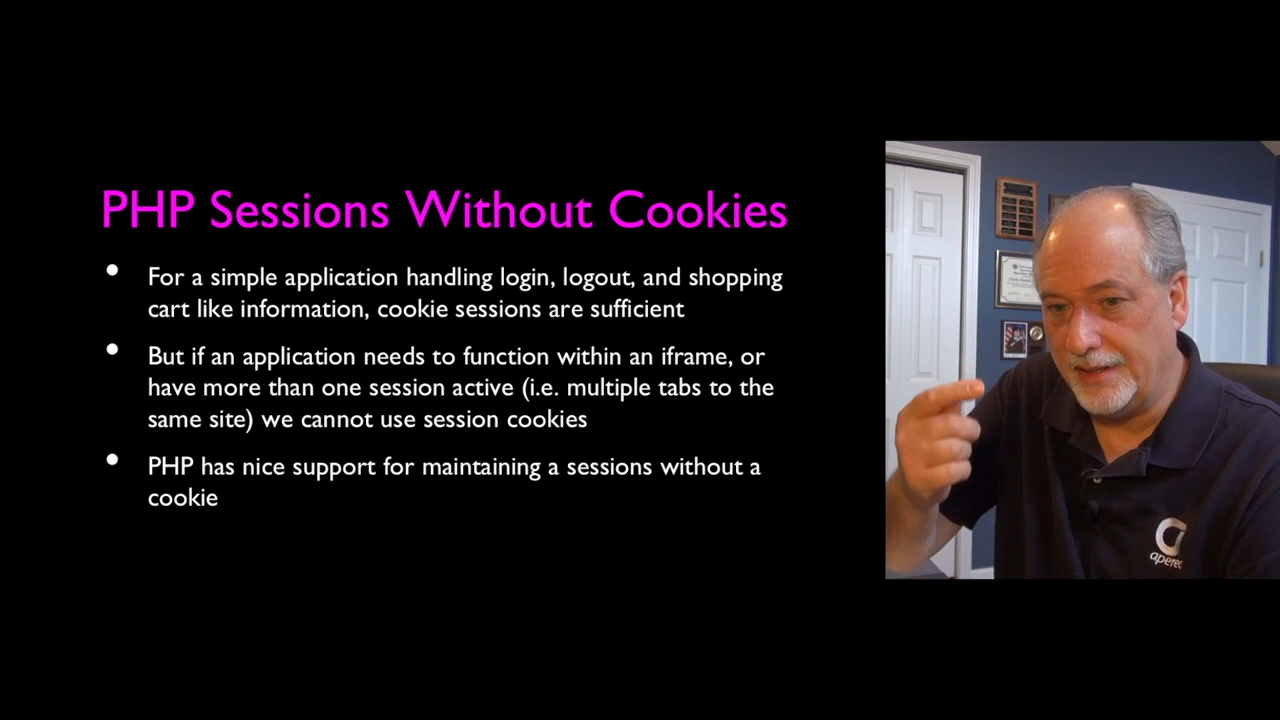 PHP Sessions Without Cookies
For a simple application handling login, logout, and shopping
cart like information, cookie sessions are sufficient
But if an application needs to function within an iframe, or
have more than one session active (i.e. multiple tabs to the
same site) we cannot use session cookies
PHP has nice support for maintaining a sessions without a
cookie